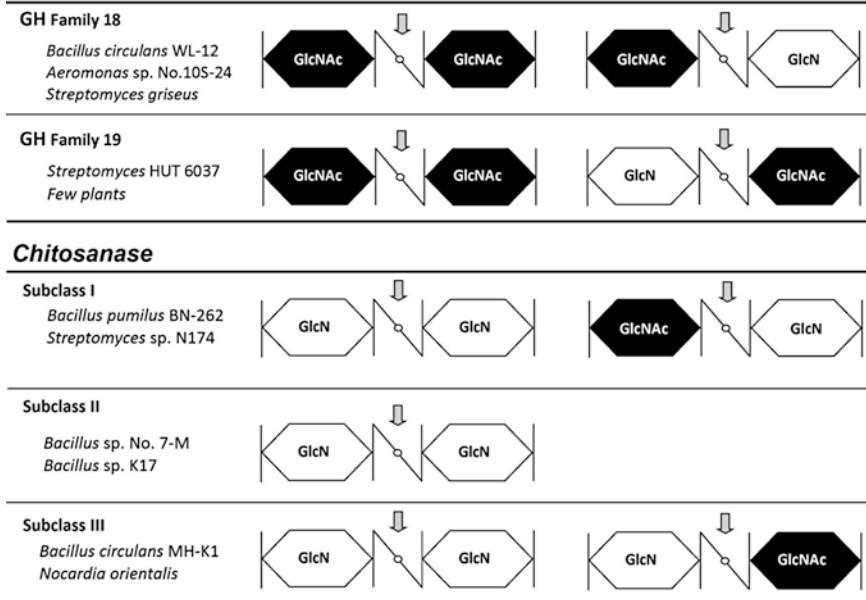 GH Family 18
Bacillus circulans WL-12
Aeromonas sp. No.10S-24
Streptomyces griseus
GlcNAc GlcNAc GlcNAc GlcN
GH Family 19
Streptomyces HUT 6037
Few plants
GlcNAc GlcNAc GlcN GlcNAc
Chitosanase
Subclass I
Bacillus pumilus BN-262
Streptomyces sp. N174
GlcN GlcN GlcNAc GlcN
Subclass II
Bacillus sp. No. 7-M
Bacillus sp. K17
GlcN GlcN
Subclass III
Bacillus circulans MH-K1
Nocardia orientalis
GlcN GlcN GlcN GlcNAc